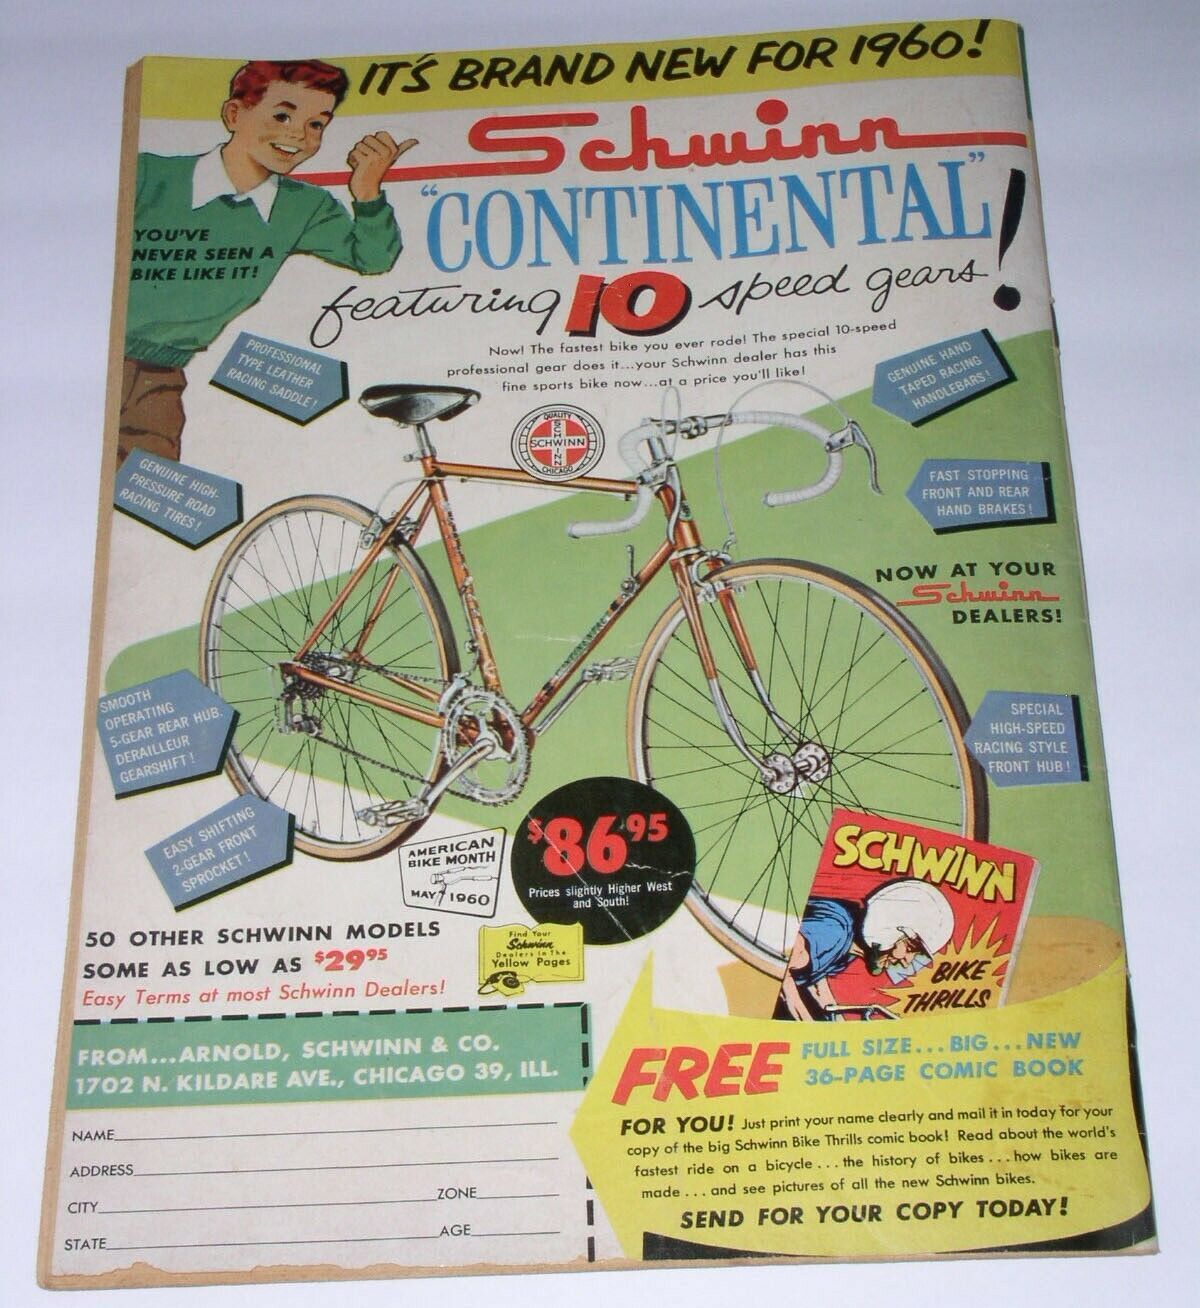 IT'S BRAND NEW FOR 1960!
Schwinn
"CONTINENTAL"!
featuring 10 speed gears
YOU'VE
NEVER SEEN A
BIKE LIKE IT!
Now! The fastest bike you ever rode! The special 10-speed
professional gear does it...your Schwinn dealer has this
fine sports bike now...at a price you'll like!
PROFESSIONAL
TYPE LEATHER
RACING SADDLE!
GENUINE HAND
TAPED RACING
HANDLEBARS!
QUALITY
SCHWINN
SCHWINN
CHICAGO
GENUINE HIGH-
PRESSURE ROAD
RACING TIRES!
FAST STOPPING
FRONT AND REAR
HAND BRAKES!
NOW AT YOUR
Schwinn
DEALERS!
SMOOTH
OPERATING
5-GEAR REAR HUB.
DERAILLEUR
GEARSHIFT!
SPECIAL
HIGH-SPEED
RACING STYLE
FRONT HUB!
EASY SHIFTING
2-GEAR FRONT
SPROCKET!
AMERICAN
BIKE MONTH
MAY 1960
$86.95
Prices slightly Higher West
and South!
SCHWINN
BIKE
THRILLS
50 OTHER SCHWINN MODELS
SOME AS LOW AS $29.95
Easy Terms at most Schwinn Dealers!
Find Your
Schwinn
Dealers in the
Yellow Pages
FROM...ARNOLD, SCHWINN & CO.
1702 N. KILDARE AVE., CHICAGO 39, ILL.
NAME
ADDRESS
CITY ZONE
STATE AGE
FREE FULL SIZE...BIG...NEW
36-PAGE COMIC BOOK
FOR YOU! Just print your name clearly and mail it in today for your
copy of the big Schwinn Bike Thrills comic book! Read about the world's
fastest ride on a bicycle...the history of bikes...how bikes are
made...and see pictures of all the new Schwinn bikes.
SEND FOR YOUR COPY TODAY!